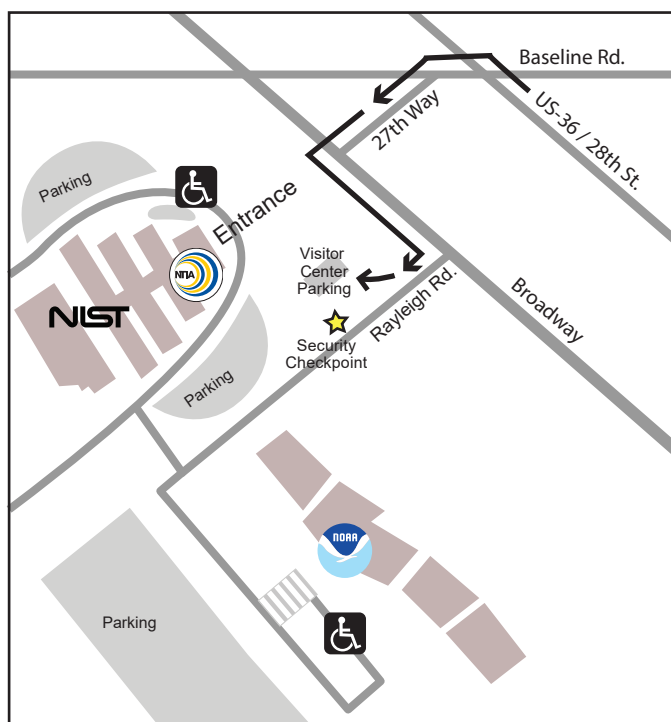 Baseline Rd.
27th Way
US-36 / 28th St.
Parking
Entrance
Visitor
Center
Parking
NTIA
NIST
Rayleigh Rd.
Broadway
Security
Checkpoint
Parking
NOAA
Parking